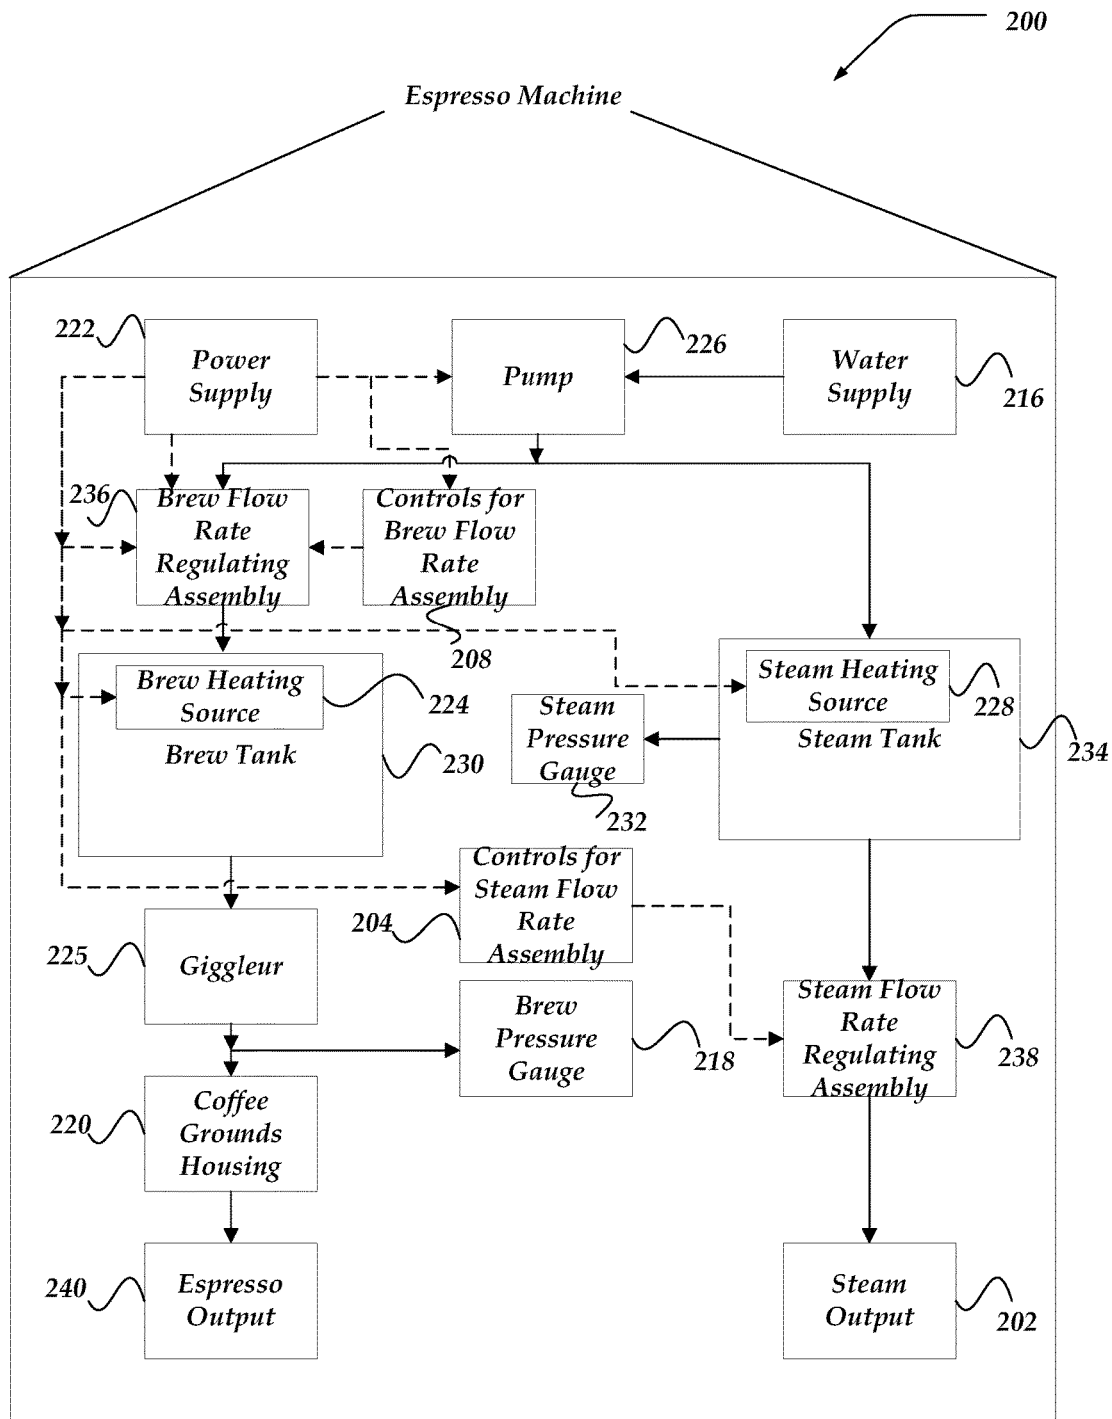 200
Espresso Machine
222
Power
Supply
Pump
226
Water
Supply
216
236
Brew Flow
Rate
Regulating
Assembly
Controls for
Brew Flow
Rate
Assembly
208
Brew Heating
Source
224
Brew Tank
230
Steam
Pressure
Gauge
232
Steam Heating
Source
228
Steam Tank
234
Controls for
Steam Flow
Rate
Assembly
204
225
Giggleur
Brew
Pressure
Gauge
218
Steam Flow
Rate
Regulating
Assembly
238
220
Coffee
Grounds
Housing
240
Espresso
Output
Steam
Output
202